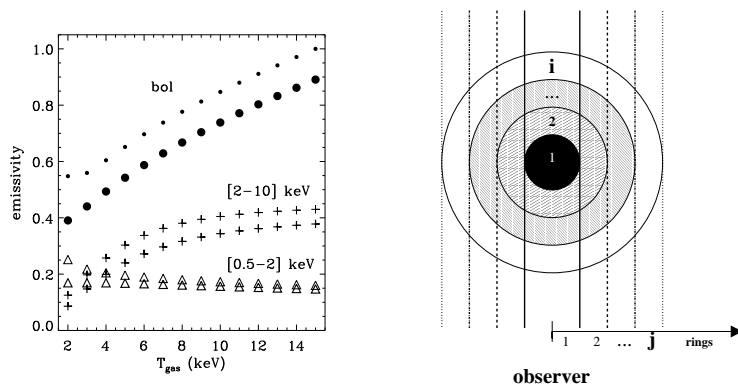 1.0
0.8
0.6
0.4
0.2
0.0
emissivity
bol
[2−10] keV
[0.5−2] keV
2 4 6 8 10 12 14
Tgas (keV)
i
...
2
1
1 2 ... j rings
observer